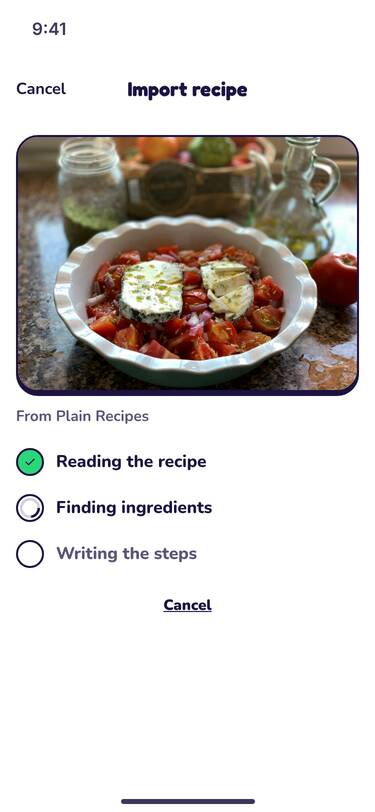 9:41
Cancel
Import recipe
From Plain Recipes
Reading the recipe
Finding ingredients
Writing the steps
Cancel